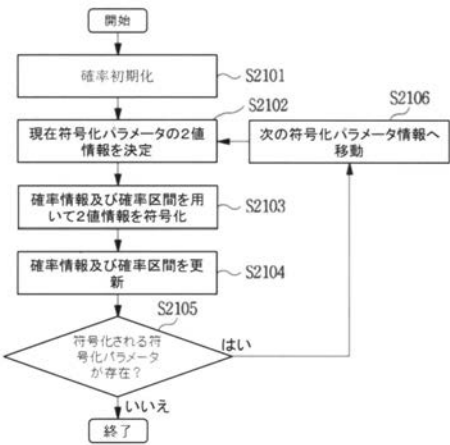 開始
確率初期化
S2101
S2102
現在符号化パラメータの2値
情報を決定
S2106
次の符号化パラメータ情報へ
移動
確率情報及び確率区間を用
いて2値情報を符号化
S2103
確率情報及び確率区間を更
新
S2104
S2105
符号化される符
号化パラメータ
が存在?
はい
いいえ
終了